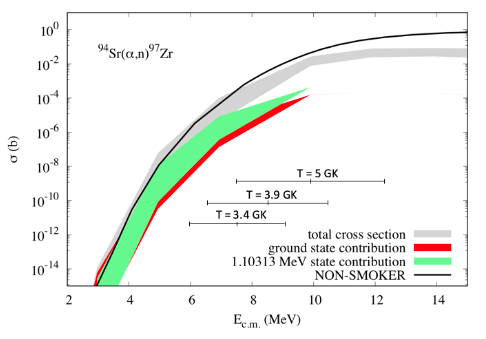 ⁹⁴Sr(α,n)⁹⁷Zr
σ (b)
10⁰
10⁻²
10⁻⁴
10⁻⁶
10⁻⁸
10⁻¹⁰
10⁻¹²
10⁻¹⁴
T = 5 GK
T = 3.9 GK
T = 3.4 GK
total cross section
ground state contribution
1.10313 MeV state contribution
NON-SMOKER
2 4 6 8 10 12 14
E c.m. (MeV)